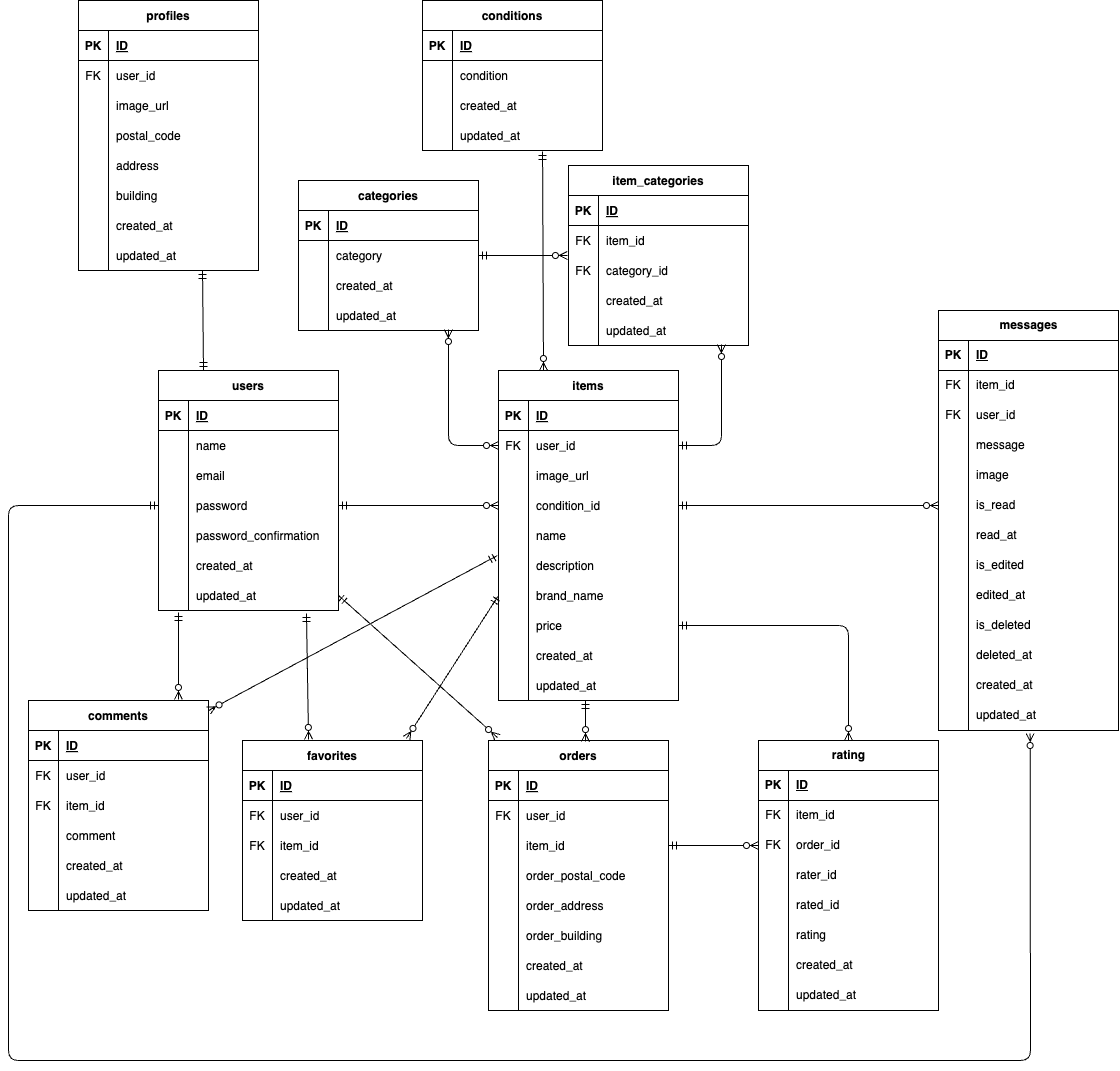 profiles
PK ID
FK user_id
image_url
postal_code
address
building
created_at
updated_at
conditions
PK ID
condition
created_at
updated_at
categories
PK ID
category
created_at
updated_at
item_categories
PK ID
FK item_id
FK category_id
created_at
updated_at
messages
PK ID
FK item_id
FK user_id
message
image
is_read
read_at
is_edited
edited_at
is_deleted
deleted_at
created_at
updated_at
users
PK ID
name
email
password
password_confirmation
created_at
updated_at
items
PK ID
FK user_id
image_url
condition_id
name
description
brand_name
price
created_at
updated_at
comments
PK ID
FK user_id
FK item_id
comment
created_at
updated_at
favorites
PK ID
FK user_id
FK item_id
created_at
updated_at
orders
PK ID
FK user_id
item_id
order_postal_code
order_address
order_building
created_at
updated_at
rating
PK ID
FK item_id
FK order_id
rater_id
rated_id
rating
created_at
updated_at